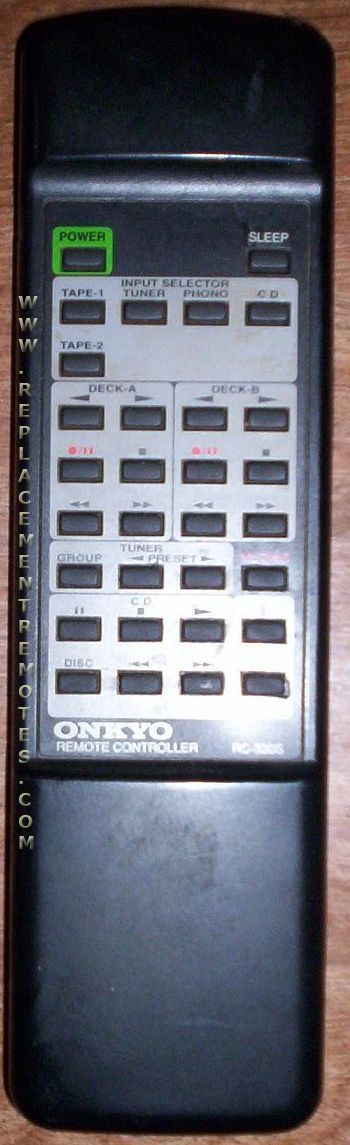 POWER
SLEEP
INPUT SELECTOR
TAPE-1 TUNER PHONO CD
TAPE-2
DECK-A DECK-B
GROUP
TUNER
PRESET
CD
DISC
ONKYO
REMOTE CONTROLLER
WWW.REPLACEMENTREMOTES.COM